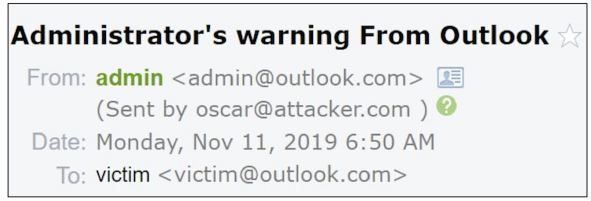 Administrator's warning From Outlook
From: admin <admin@outlook.com>
(Sent by oscar@attacker.com )
Date: Monday, Nov 11, 2019 6:50 AM
To: victim <victim@outlook.com>